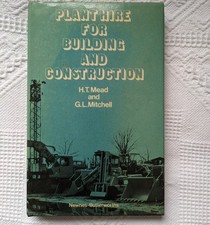 PLANT HIRE
FOR
BUILDING
AND
CONSTRUCTION
H.T. Mead
and
G.L. Mitchell